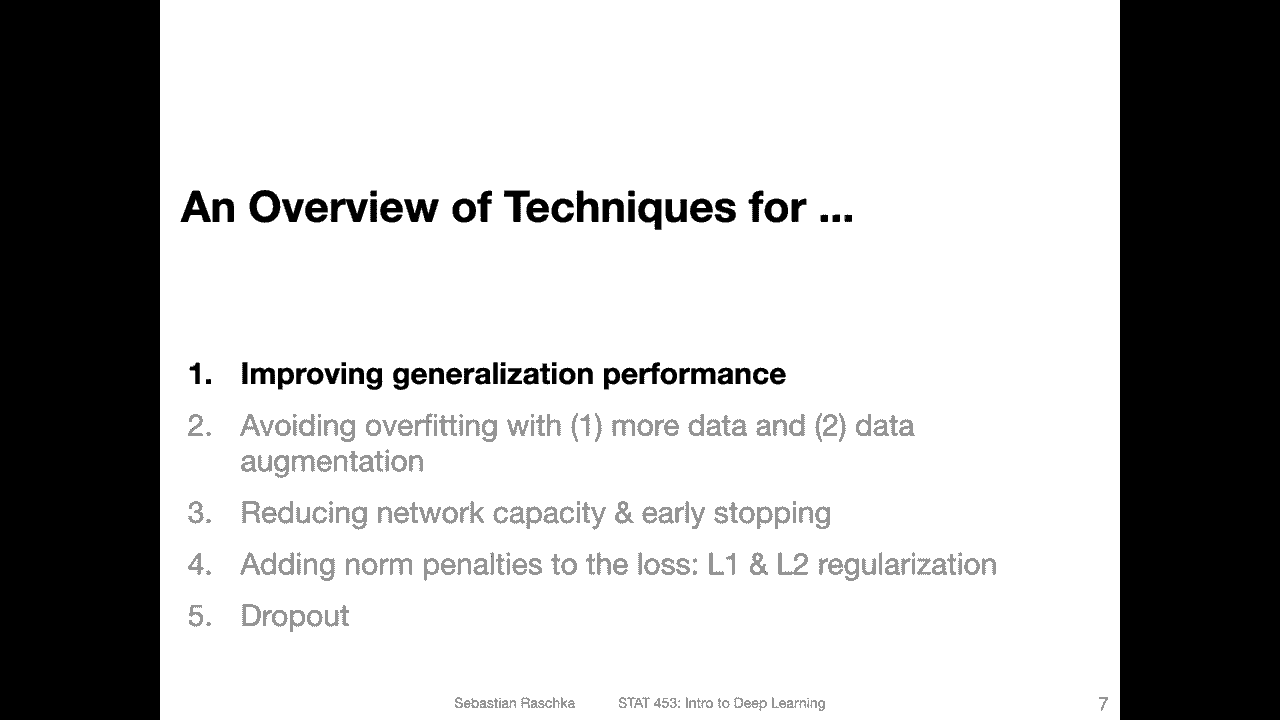 An Overview of Techniques for ...
1. Improving generalization performance
2. Avoiding overfitting with (1) more data and (2) data
augmentation
3. Reducing network capacity & early stopping
4. Adding norm penalties to the loss: L1 & L2 regularization
5. Dropout
Sebastian Raschka STAT 453: Intro to Deep Learning 7